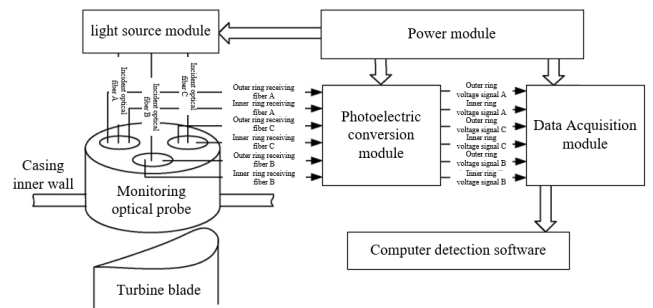 light source module
Power module
Incident optical
fiber A
Incident optical
fiber B
Incident optical
fiber C
Outer ring receiving
fiber A
Inner ring receiving
fiber A
Outer ring receiving
fiber C
Inner ring receiving
fiber C
Outer ring receiving
fiber B
Inner ring receiving
fiber B
Photoelectric
conversion
module
Outer ring
voltage signal A
Inner ring
voltage signal A
Outer ring
voltage signal C
Inner ring
voltage signal C
Outer ring
voltage signal B
Inner ring
voltage signal B
Data Acquisition
module
Casing
inner wall
Monitoring
optical probe
Computer detection software
Turbine blade